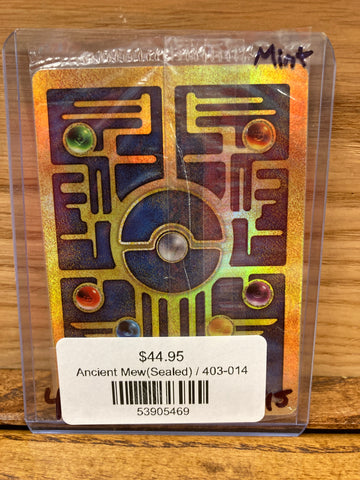 Mint
$44.95
Ancient Mew(Sealed) / 403-014
53905469